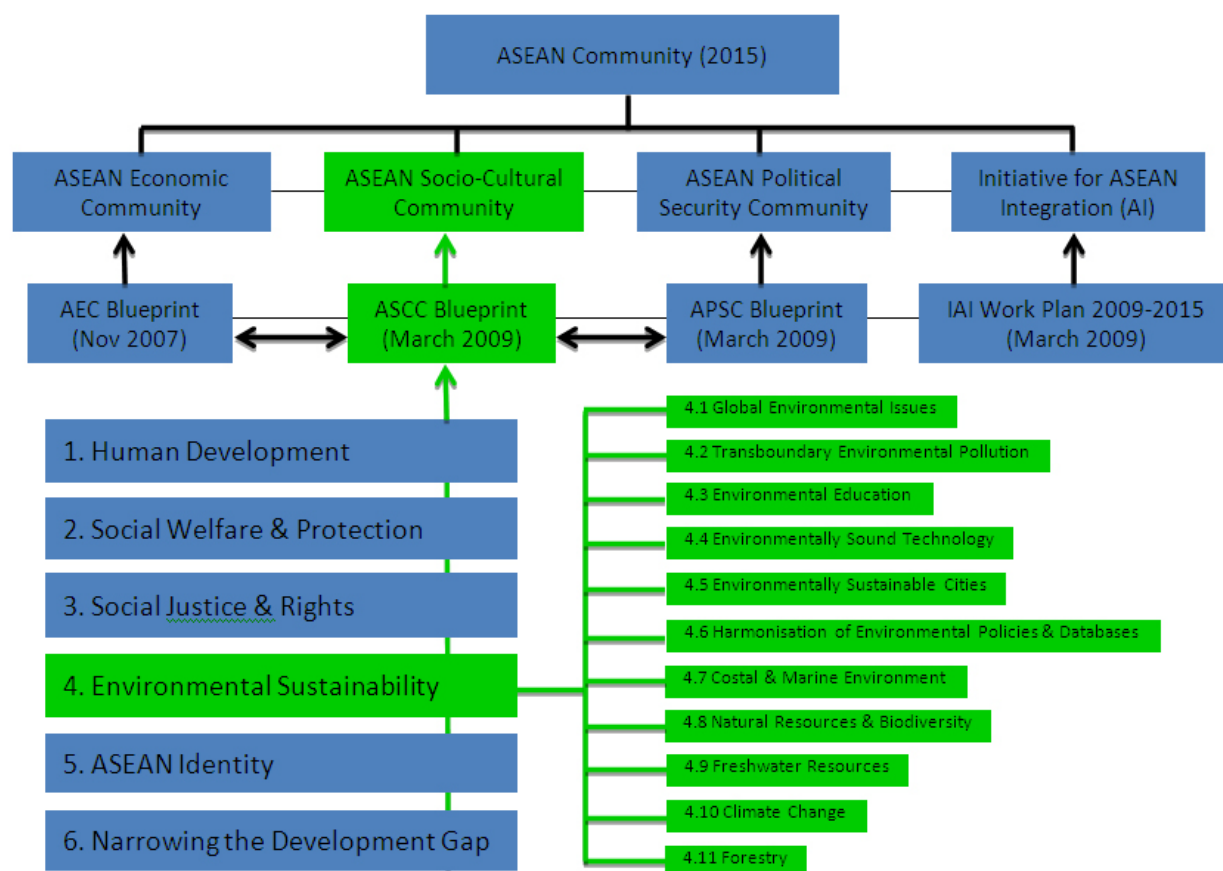 ASEAN Community (2015)
ASEAN Economic
Community
ASEAN Socio-Cultural
Community
ASEAN Political
Security Community
Initiative for ASEAN
Integration (AI)
AEC Blueprint
(Nov 2007)
ASCC Blueprint
(March 2009)
APSC Blueprint
(March 2009)
IAI Work Plan 2009-2015
(March 2009)
1. Human Development
2. Social Welfare & Protection
3. Social Justice & Rights
4. Environmental Sustainability
5. ASEAN Identity
6. Narrowing the Development Gap
4.1 Global Environmental Issues
4.2 Transboundary Environmental Pollution
4.3 Environmental Education
4.4 Environmentally Sound Technology
4.5 Environmentally Sustainable Cities
4.6 Harmonisation of Environmental Policies & Databases
4.7 Costal & Marine Environment
4.8 Natural Resources & Biodiversity
4.9 Freshwater Resources
4.10 Climate Change
4.11 Forestry